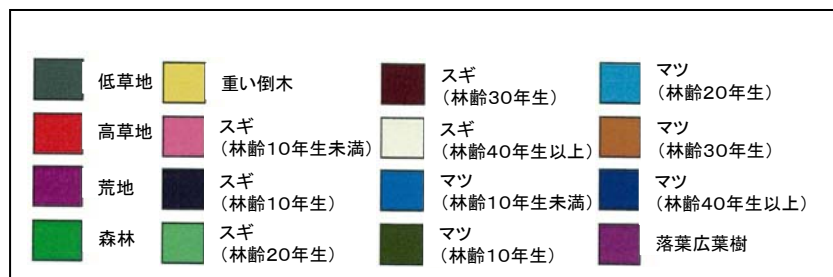 低草地
高草地
荒地
森林
重い倒木
スギ
(林齢10年生未満)
スギ
(林齢10年生)
スギ
(林齢20年生)
スギ
(林齢30年生)
スギ
(林齢40年生以上)
マツ
(林齢10年生未満)
マツ
(林齢10年生)
マツ
(林齢20年生)
マツ
(林齢30年生)
マツ
(林齢40年生以上)
落葉広葉樹